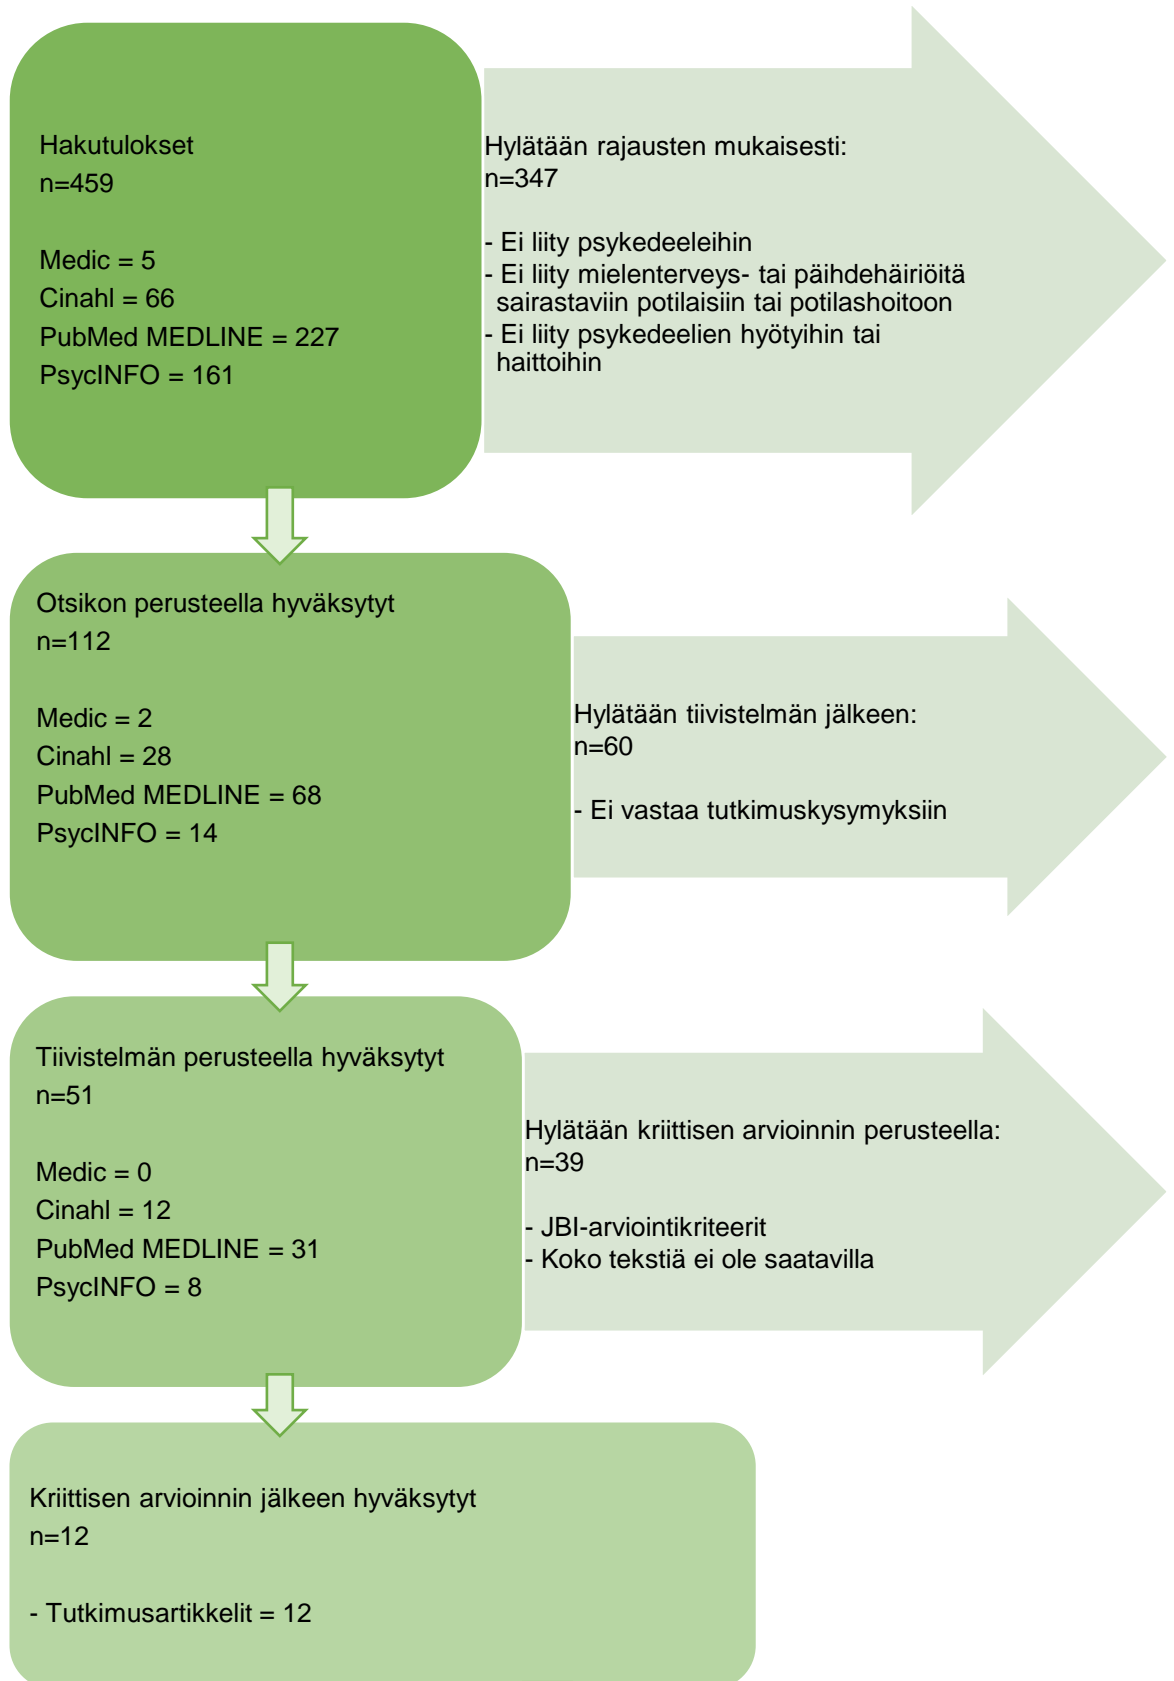 Hakutulokset
n=459
Medic = 5
Cinahl = 66
PubMed MEDLINE = 227
PsycINFO = 161
Hylätään rajausten mukaisesti:
n=347
- Ei liity psykedeeleihin
- Ei liity mielenterveys- tai päihdehäiriöitä
sairastaviin potilaisiin tai potilashoitoon
- Ei liity psykedeelien hyötyihin tai
haittoihin
Otsikon perusteella hyväksytyt
n=112
Medic = 2
Cinahl = 28
PubMed MEDLINE = 68
PsycINFO = 14
Hylätään tiivistelmän jälkeen:
n=60
- Ei vastaa tutkimuskysymyksiin
Tiivistelmän perusteella hyväksytyt
n=51
Medic = 0
Cinahl = 12
PubMed MEDLINE = 31
PsycINFO = 8
Hylätään kriittisen arvioinnin perusteella:
n=39
- JBI-arviointikriteerit
- Koko tekstiä ei ole saatavilla
Kriittisen arvioinnin jälkeen hyväksytyt
n=12
- Tutkimusartikkelit = 12